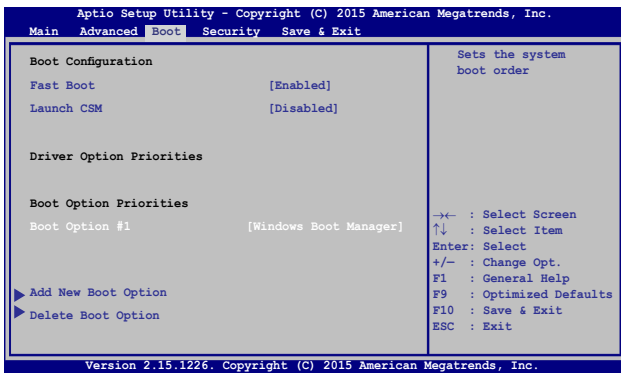 Aptio Setup Utility - Copyright (C) 2015 American Megatrends, Inc.
Main Advanced Boot Security Save & Exit
Boot Configuration
Fast Boot [Enabled]
Launch CSM [Disabled]
Driver Option Priorities
Boot Option Priorities
Boot Option #1 [Windows Boot Manager]
Add New Boot Option
Delete Boot Option
Sets the system
boot order
→← : Select Screen
↑↓ : Select Item
Enter: Select
+/— : Change Opt.
F1 : General Help
F9 : Optimized Defaults
F10 : Save & Exit
ESC : Exit
Version 2.15.1226. Copyright (C) 2015 American Megatrends, Inc.